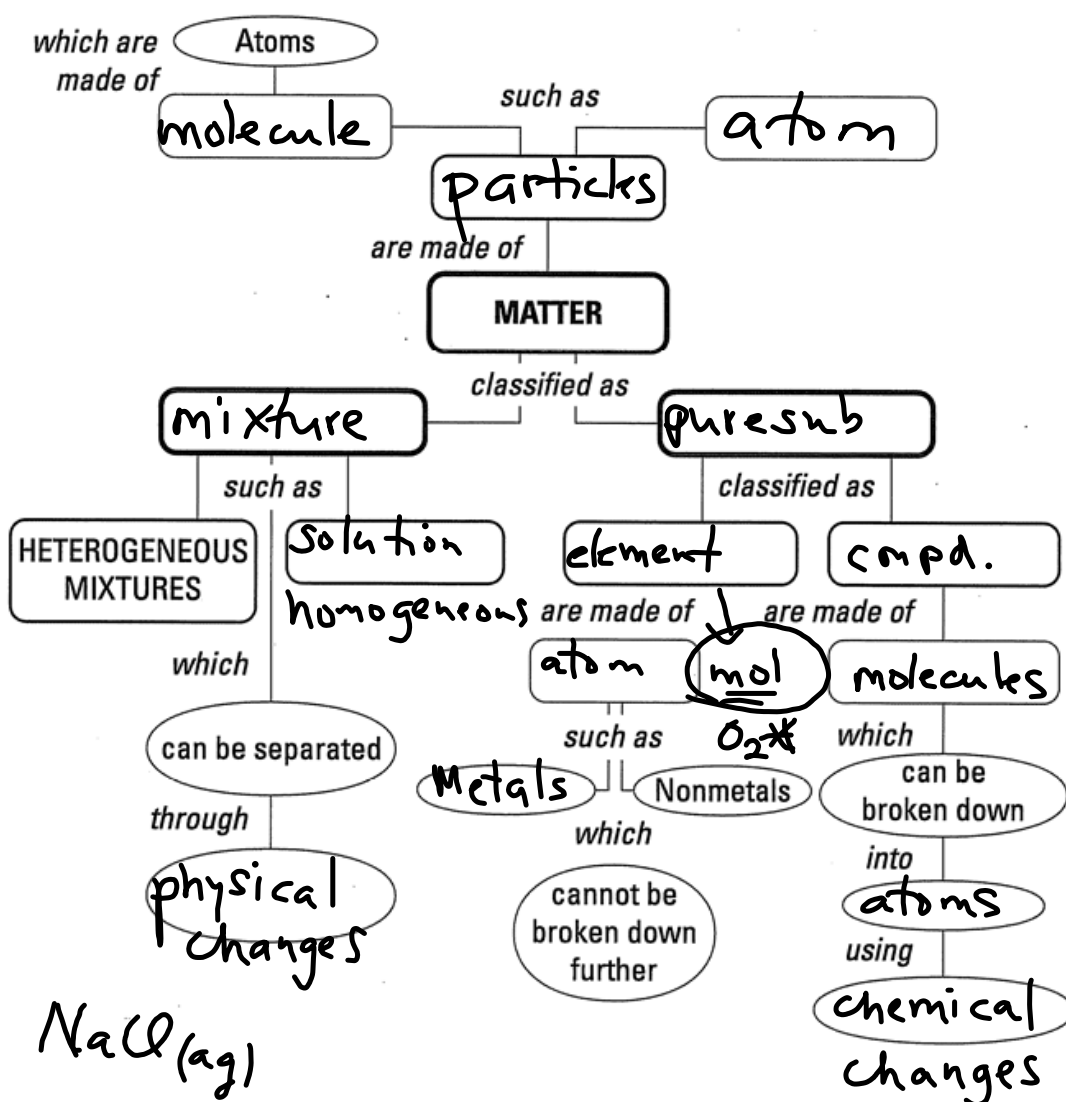 which are
made of
Atoms
such as
molecule
atom
particles
are made of
MATTER
classified as
mixture
puresub
such as
classified as
HETEROGENEOUS
MIXTURES
solution
homogeneous
element
cmpd.
are made of
are made of
atom
mol
molecules
which
such as
O₂*
which
can be separated
Metals
Nonmetals
can be
broken down
through
which
into
physical
changes
cannot be
broken down
further
atoms
using
chemical
changes
NaCl(aq)